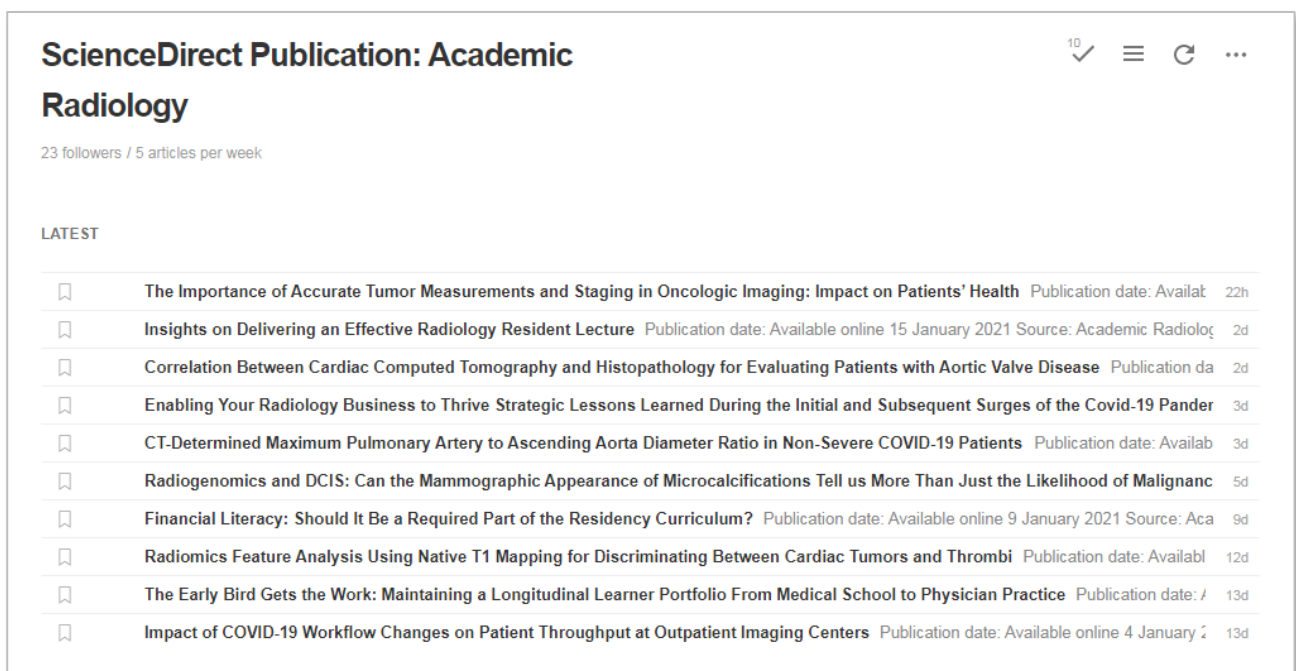 ScienceDirect Publication: Academic
Radiology
10
23 followers / 5 articles per week
LATEST
The Importance of Accurate Tumor Measurements and Staging in Oncologic Imaging: Impact on Patients' Health Publication date: Availab 22h
Insights on Delivering an Effective Radiology Resident Lecture Publication date: Available online 15 January 2021 Source: Academic Radiolog 2d
Correlation Between Cardiac Computed Tomography and Histopathology for Evaluating Patients with Aortic Valve Disease Publication da 2d
Enabling Your Radiology Business to Thrive Strategic Lessons Learned During the Initial and Subsequent Surges of the Covid-19 Pander 3d
CT-Determined Maximum Pulmonary Artery to Ascending Aorta Diameter Ratio in Non-Severe COVID-19 Patients Publication date: Availab 3d
Radiogenomics and DCIS: Can the Mammographic Appearance of Microcalcifications Tell us More Than Just the Likelihood of Malignanc 5d
Financial Literacy: Should It Be a Required Part of the Residency Curriculum? Publication date: Available online 9 January 2021 Source: Aca 9d
Radiomics Feature Analysis Using Native T1 Mapping for Discriminating Between Cardiac Tumors and Thrombi Publication date: Availabl 12d
The Early Bird Gets the Work: Maintaining a Longitudinal Learner Portfolio From Medical School to Physician Practice Publication date: 13d
Impact of COVID-19 Workflow Changes on Patient Throughput at Outpatient Imaging Centers Publication date: Available online 4 January 13d